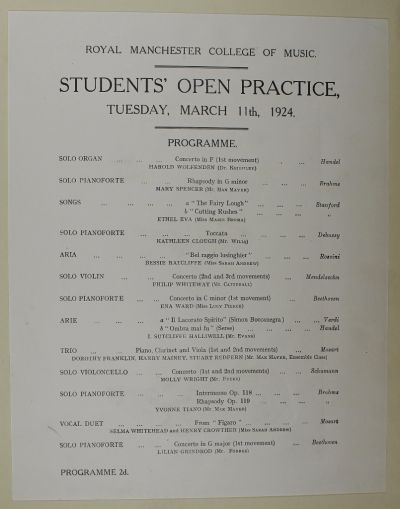 ROYAL MANCHESTER COLLEGE OF MUSIC.
STUDENTS' OPEN PRACTICE,
TUESDAY, MARCH 11th, 1924.
PROGRAMME.
SOLO ORGAN ... ... ... Concerto in F (1st movement) ... ... Handel
HAROLD WOLFENDEN (Dr. Keighley)
SOLO PIANOFORTE ... Rhapsody in G minor ... ... ... Brahms
MARY SPENCER (Mr. Max Mayer)
SONGS ... ... ... a "The Fairy Lough" ... ... ... Stanford
b "Cutting Rushes" ... ... ... "
ETHEL EVA (Miss Marie Brema)
SOLO PIANOFORTE ... ... Toccata ... ... ... Debussy
KATHLEEN CLOUGH (Mr. Wilis)
ARIA ... ... ... "Bel raggio lusinghier" ... ... ... Rossini
BESSIE RATCLIFFE (Miss Sarah Andrew)
SOLO VIOLIN ... ... Concerto (2nd and 3rd movements) ... Mendelssohn
PHILIP WHITEWAY (Mr. Catterall)
SOLO PIANOFORTE ... Concerto in C minor (1st movement) ... Beethoven
ENA WARD (Miss Lucy Pierce)
ARIE ... ... ... a "Il Lacerato Spirito" (Simon Boccanegra) ... ... Verdi
b "Ombra mai fu" (Serse) ... ... ... Handel
J. SUTCLIFFE HALLIWELL (Mr. Evans)
TRIO ... ... Piano, Clarinet and Viola (1st and 2nd movements) ... Mozart
DOROTHY FRANKLIN, HARRY MAINEY, STUART REDFERN (Mr. Max Mayer, Ensemble Class)
SOLO VIOLONCELLO ... Concerto (1st and 2nd movements) ... Schumann
MOLLY WRIGHT (Mr. Fuchs)
SOLO PIANOFORTE ... ... Intermezzo Op. 118 ... ... ... Brahms
Rhapsody Op. 119 ... ... ... "
YVONNE TIANO (Mr. Max Mayer)
VOCAL DUET ... ... ... From "Figaro" ... ... ... Mozart
SELMA WHITEHEAD and HENRY CROWTHER (Miss Sarah Andrew)
SOLO PIANOFORTE ... ... Concerto in G major (1st movement) ... Beethoven
LILIAN GRINDROD (Mr. Forbes)
PROGRAMME 2d.